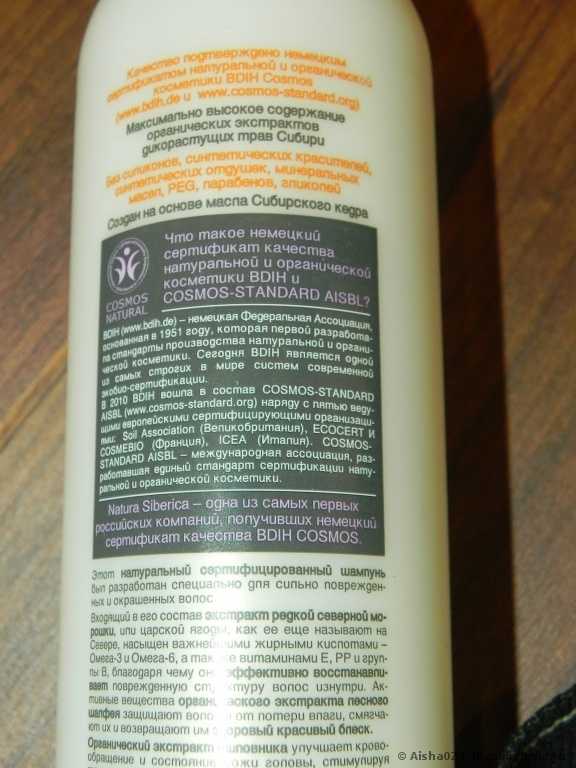 Качество подтверждено немецким
сертификатом натуральной и органической
косметики BDIH Cosmos
(www.bdih.de и www.cosmos-standard.org)
Максимально высокое содержание
органических экстрактов
дикорастущих трав Сибири
Без силиконов, синтетических красителей,
синтетических отдушек, минеральных
масел, PEG, парабенов, гликолей
Создан на основе масла Сибирского кедра
Что такое немецкий
сертификат качества
натуральной и органической
косметики BDIH и
COSMOS-STANDARD AISBL?
COSMOS
NATURAL
BDIH (www.bdih.de) – немецкая Федеральная Ассоциация,
основанная в 1951 году, которая первой разработа-
ла стандарты производства натуральной и органи-
ческой косметики. Сегодня BDIH является одной
из самых строгих в мире систем современной
экобио-сертификации.
В 2010 BDIH вошла в состав COSMOS-STANDARD
AISBL (www.cosmos-standard.org) наряду с пятью веду-
щими европейскими сертифицирующими организаци-
ями: Soil Association (Великобритания), ECOCERT И
COSMEBIO (Франция), ICEA (Италия). COSMOS-
STANDARD AISBL – международная ассоциация, раз-
работавшая единый стандарт сертификации нату-
ральной и органической косметики.
Natura Siberica – одна из самых первых
российских компаний, получивших немецкий
сертификат качества BDIH COSMOS.
Этот натуральный сертифицированный шампунь
был разработан специально для сильно поврежден-
ных и окрашенных волос.
Входящий в его состав экстракт редкой северной мо-
рошки, или царской ягоды, как ее еще называют на
Севере, насыщен важнейшими жирными кислотами –
Омега-3 и Омега-6, а также витаминами Е, РР и груп-
пы В, благодаря чему он эффективно восстанавли-
вает поврежденную структуру волос изнутри. Ак-
тивные вещества органического экстракта лесного
шалфея защищают волосы от потери влаги, смягча-
ют их и возвращают им здоровый красивый блеск.
Органический экстракт шиповника улучшает крово-
обращение и состояние кожи головы, стимулируя
© Aisha02